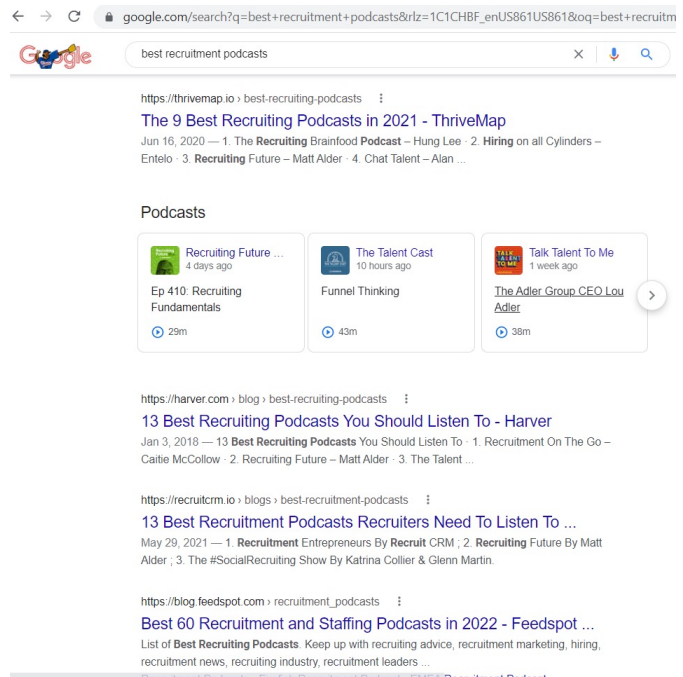 google.com/search?q=best+recruitment+podcasts&rlz=1C1CHBF_enUS861US861&oq=best+recruitm
Google
best recruitment podcasts
https://thrivemap.io › best-recruiting-podcasts
The 9 Best Recruiting Podcasts in 2021 - ThriveMap
Jun 16, 2020 — 1. The Recruiting Brainfood Podcast – Hung Lee · 2. Hiring on all Cylinders –
Entelo · 3. Recruiting Future – Matt Alder · 4. Chat Talent – Alan ...
Podcasts
Recruiting Future ...
4 days ago
Ep 410: Recruiting
Fundamentals
29m
The Talent Cast
10 hours ago
Funnel Thinking
43m
TALK
TALENT
TO ME
Talk Talent To Me
1 week ago
The Adler Group CEO Lou
Adler
38m
https://harver.com › blog › best-recruiting-podcasts
13 Best Recruiting Podcasts You Should Listen To - Harver
Jan 3, 2018 — 13 Best Recruiting Podcasts You Should Listen To · 1. Recruitment On The Go –
Caitie McCollow · 2. Recruiting Future – Matt Alder · 3. The Talent ...
https://recruitcrm.io › blogs › best-recruitment-podcasts
13 Best Recruitment Podcasts Recruiters Need To Listen To ...
May 29, 2021 — 1. Recruitment Entrepreneurs By Recruit CRM ; 2. Recruiting Future By Matt
Alder ; 3. The #SocialRecruiting Show By Katrina Collier & Glenn Martin.
https://blog.feedspot.com › recruitment_podcasts
Best 60 Recruitment and Staffing Podcasts in 2022 - Feedspot ...
List of Best Recruiting Podcasts. Keep up with recruiting advice, recruitment marketing, hiring,
recruitment news, recruiting industry, recruitment leaders ...